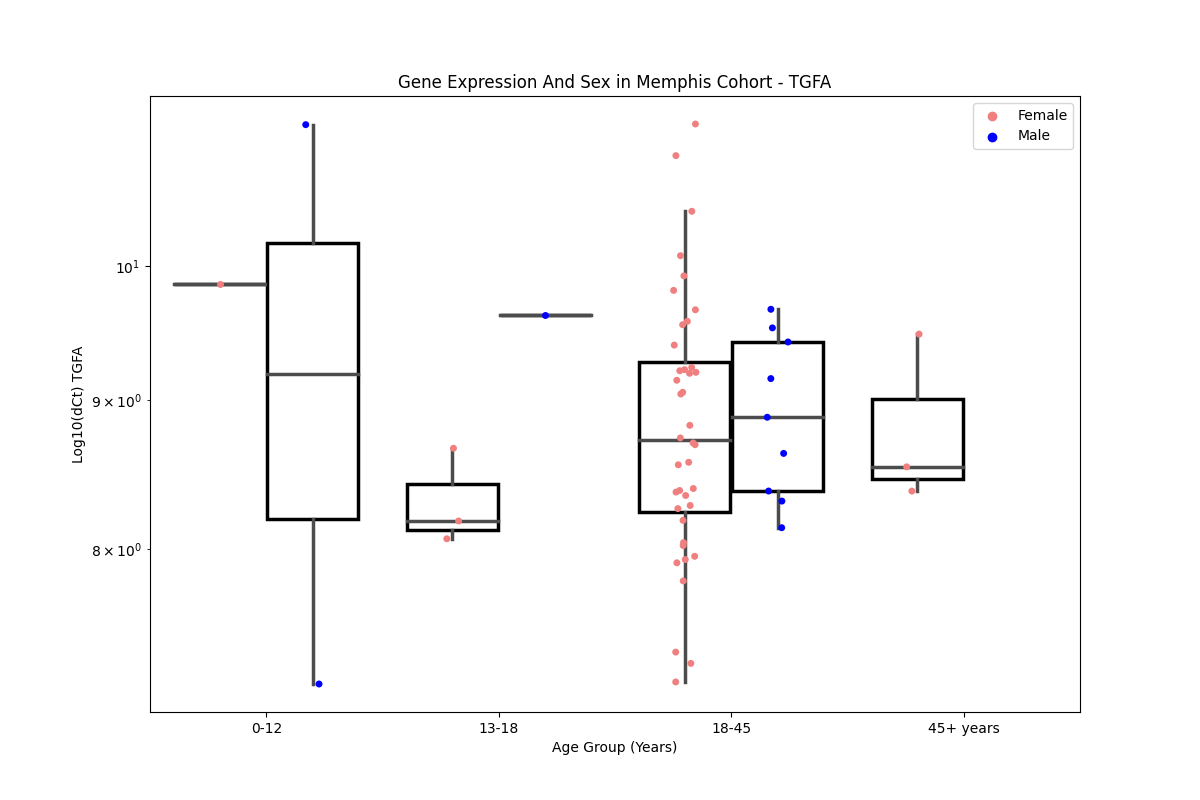 Gene Expression And Sex in Memphis Cohort - TGFA
Female
Male
10¹
9 × 10⁰
8 × 10⁰
Log10(dCt) TGFA
0-12
13-18
18-45
45+ years
Age Group (Years)